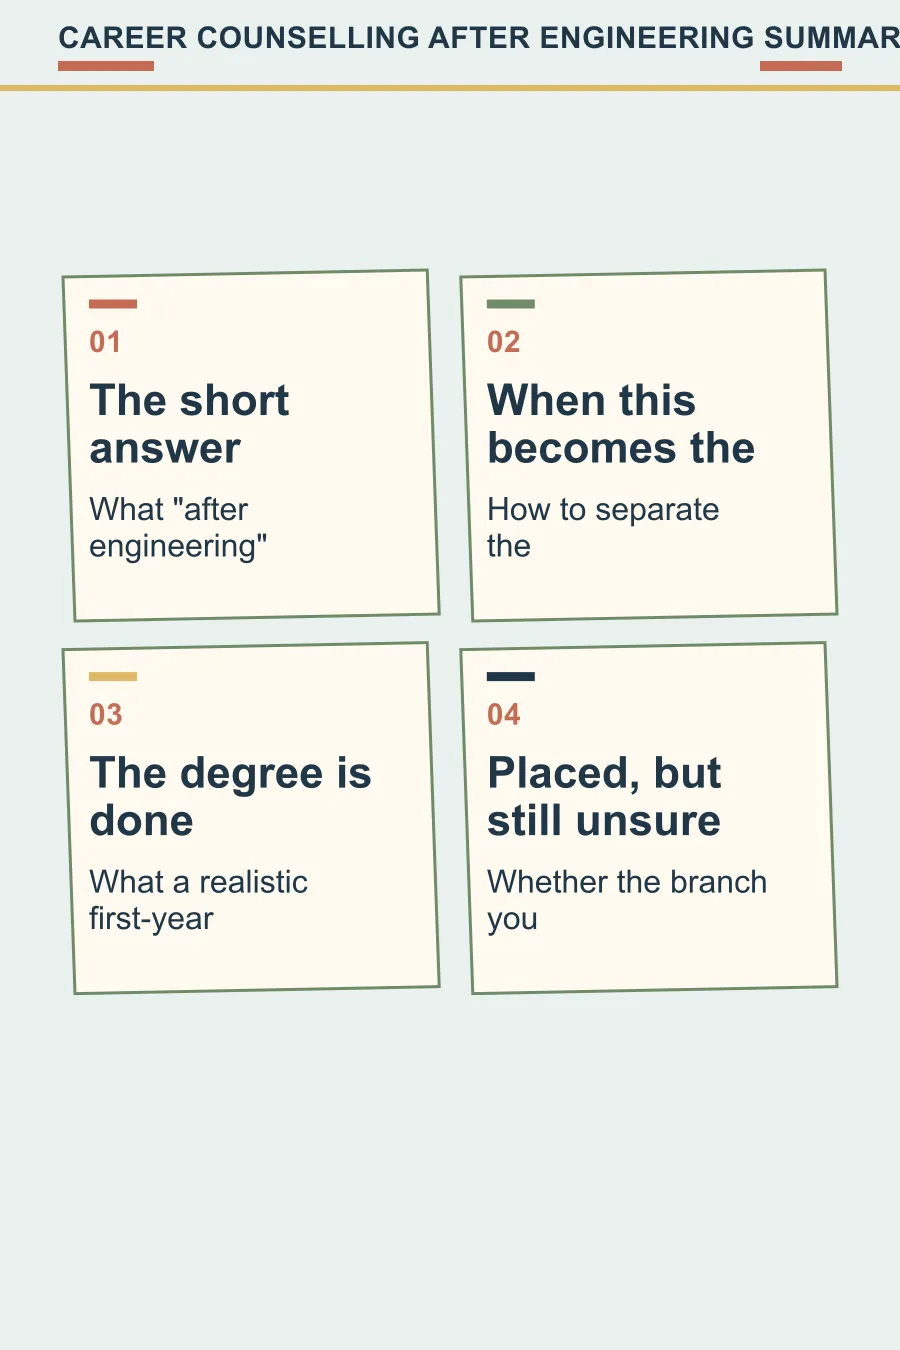 CAREER COUNSELLING AFTER ENGINEERING SUMMAR
01
The short
answer
What "after
engineering"
02
When this
becomes the
How to separate
the
03
The degree is
done
What a realistic
first-year
04
Placed, but
still unsure
Whether the branch
you